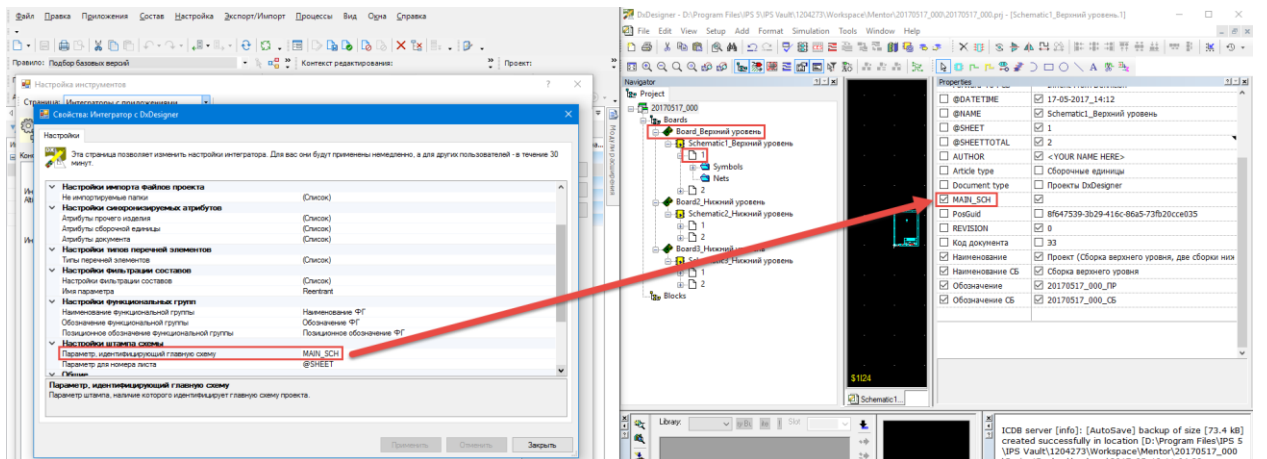 Файл Правка Приложения Состав Настройка Экспорт/Импорт Процессы Вид Окна Справка
Правило: Подбор базовых версий
Контекст редактирования:
Проект:
Настройка инструментов
Страница: Интеграторы с приложениями
Модули расширения
Свойства: Интегратор с DxDesigner
Настройки
Эта страница позволяет изменить настройки интегратора. Для вас они будут применены немедленно, а для других пользователей - в течение 30
минут.
Настройки импорта файлов проекта
Не импортируемые папки (Список)
Настройки синхронизируемых атрибутов
Атрибуты прочего изделия (Список)
Атрибуты сборочной единицы (Список)
Атрибуты документа (Список)
Настройки типов перечней элементов
Типы перечней элементов (Список)
Настройки фильтрации составов
Настройки фильтрации составов (Список)
Имя параметра Reentrant
Настройки функциональных групп
Наименование функциональной группы Наименование ФГ
Обозначение функциональной группы Обозначение ФГ
Позиционное обозначение функциональной группы Позиционное обозначение ФГ
Настройки штампа схемы
Параметр, идентифицирующий главную схему MAIN_SCH
Параметр для номера листа @SHEET
Общие
Параметр, идентифицирующий главную схему
Параметр штампа, наличие которого идентифицирует главную схему проекта.
Применить Отменить Закрыть
DxDesigner - D:\Program Files\IPS 5\IPS Vault\1204273\Workspace\Mentor\20170517_000\20170517_000.prj - [Schematic1_Верхний уровень.1]
File Edit View Setup Add Format Simulation Tools Window Help
Navigator
Project
20170517_000
Boards
Board_Верхний уровень
Schematic1_Верхний уровень
1
Symbols
Nets
2
Board2_Нижний уровень
Schematic2_Нижний уровень
1
2
Board3_Нижний уровень
Schematic3_Нижний уровень
1
2
Blocks
$1I24
Schematic1...
Properties
@DATETIME 17-05-2017_14:12
@NAME Schematic1_Верхний уровень
@SHEET 1
@SHEETTOTAL 2
AUTHOR <YOUR NAME HERE>
Article type Сборочные единицы
Document type Проекты DxDesigner
MAIN_SCH
PosGuid 8f647539-3b29-416c-86a5-73fb20cce035
REVISION 0
Код документа 33
Наименование Проект (Сборка верхнего уровня, две сборки ниж
Наименование СБ Сборка верхнего уровня
Обозначение 20170517_000_ПР
Обозначение СБ 20170517_000_СБ
Library:
Slot
ICDB server [info]: [AutoSave] backup of size [73.4 kB]
created successfully in location [D:\Program Files\IPS 5
\IPS Vault\1204273\Workspace\Mentor\20170517_000